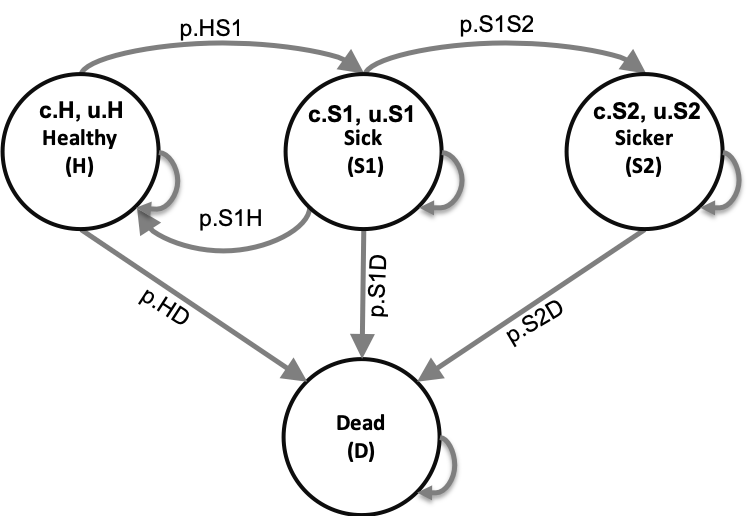 p.HS1
p.S1S2
c.H, u.H
Healthy
(H)
c.S1, u.S1
Sick
(S1)
c.S2, u.S2
Sicker
(S2)
p.S1H
p.HD
p.S1D
p.S2D
Dead
(D)